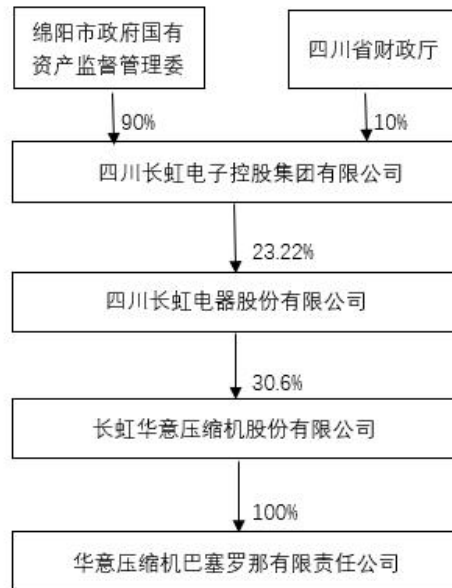 绵阳市政府国有
资产监督管理委
四川省财政厅
90%
10%
四川长虹电子控股集团有限公司
23.22%
四川长虹电器股份有限公司
30.6%
长虹华意压缩机股份有限公司
100%
华意压缩机巴塞罗那有限责任公司